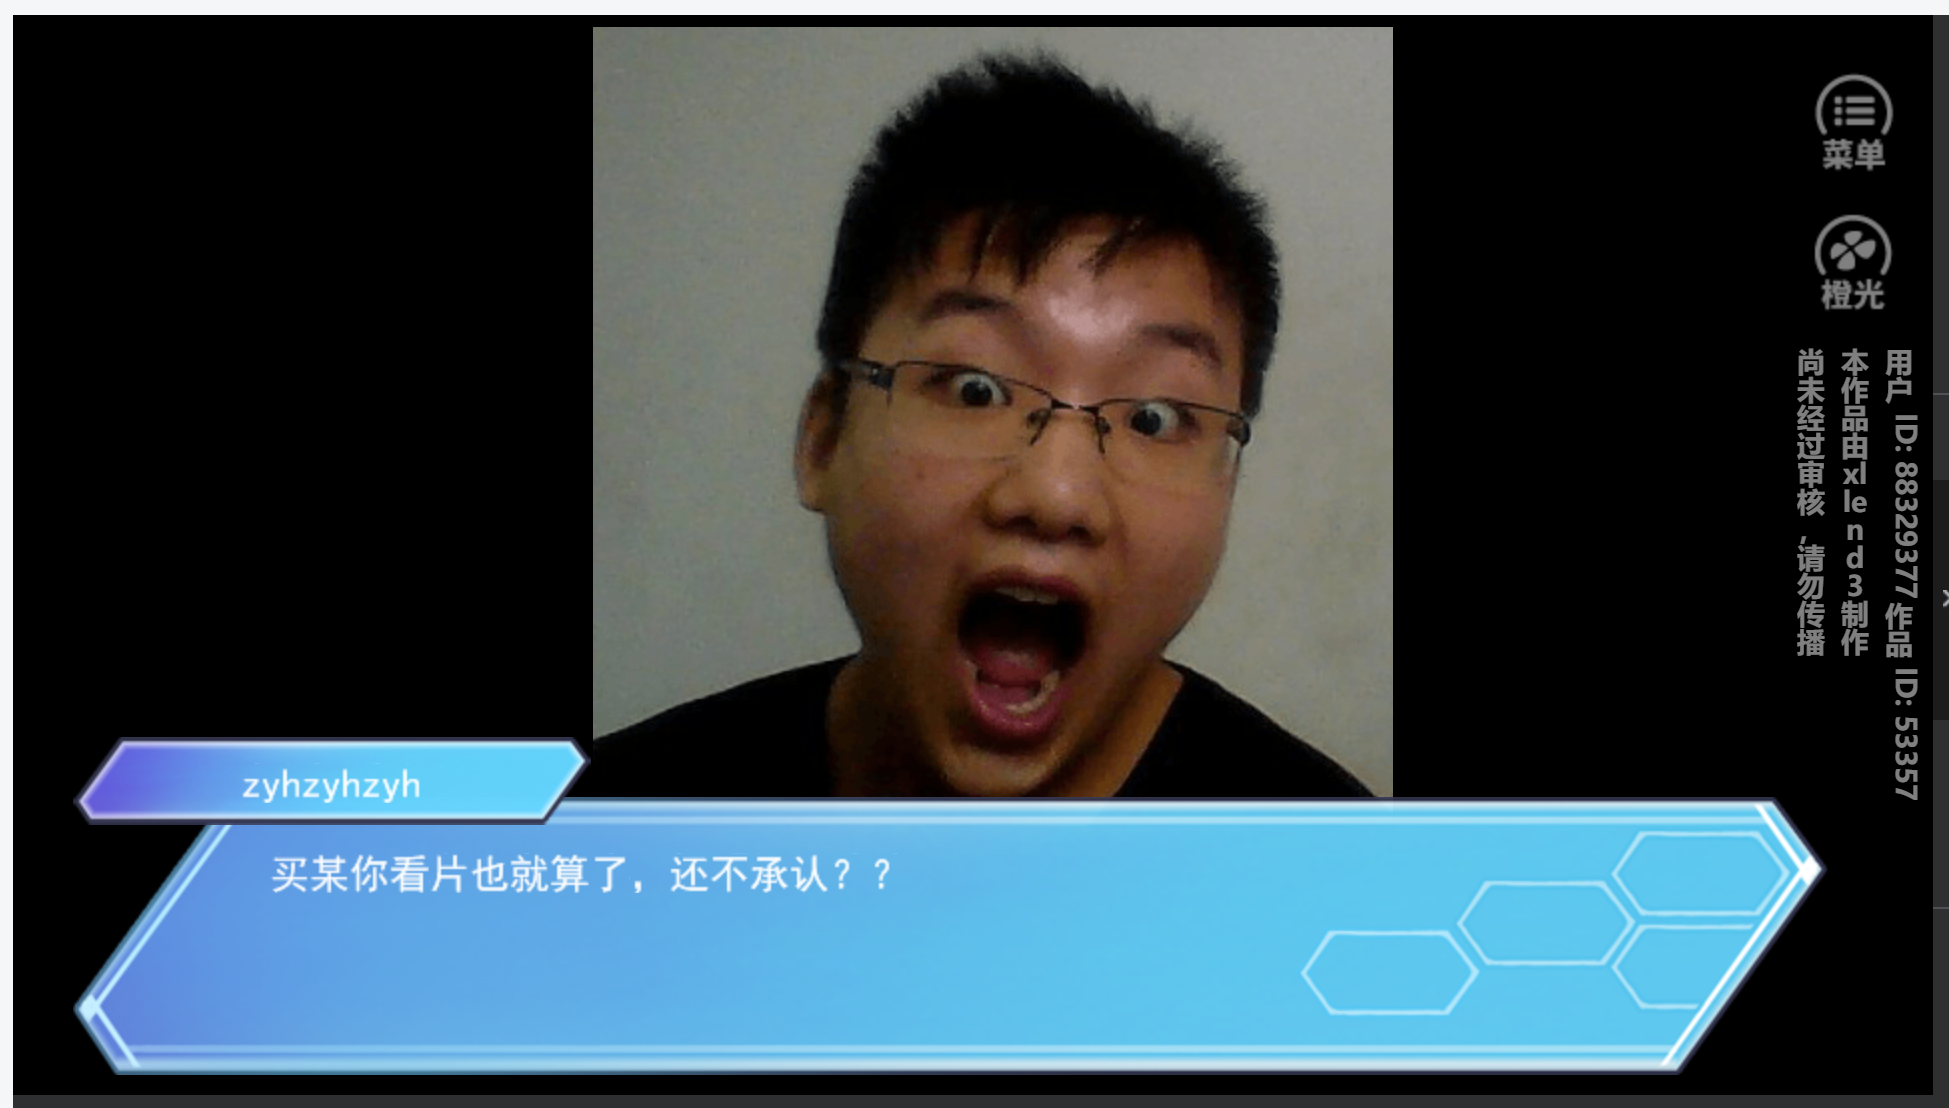 菜单
橙光
用户 ID: 88329377 作品 ID: 53357
本作品由xllend3制作
尚未经过审核,请勿传播
zyhzyhzyh
买某你看片也就算了，还不承认？？